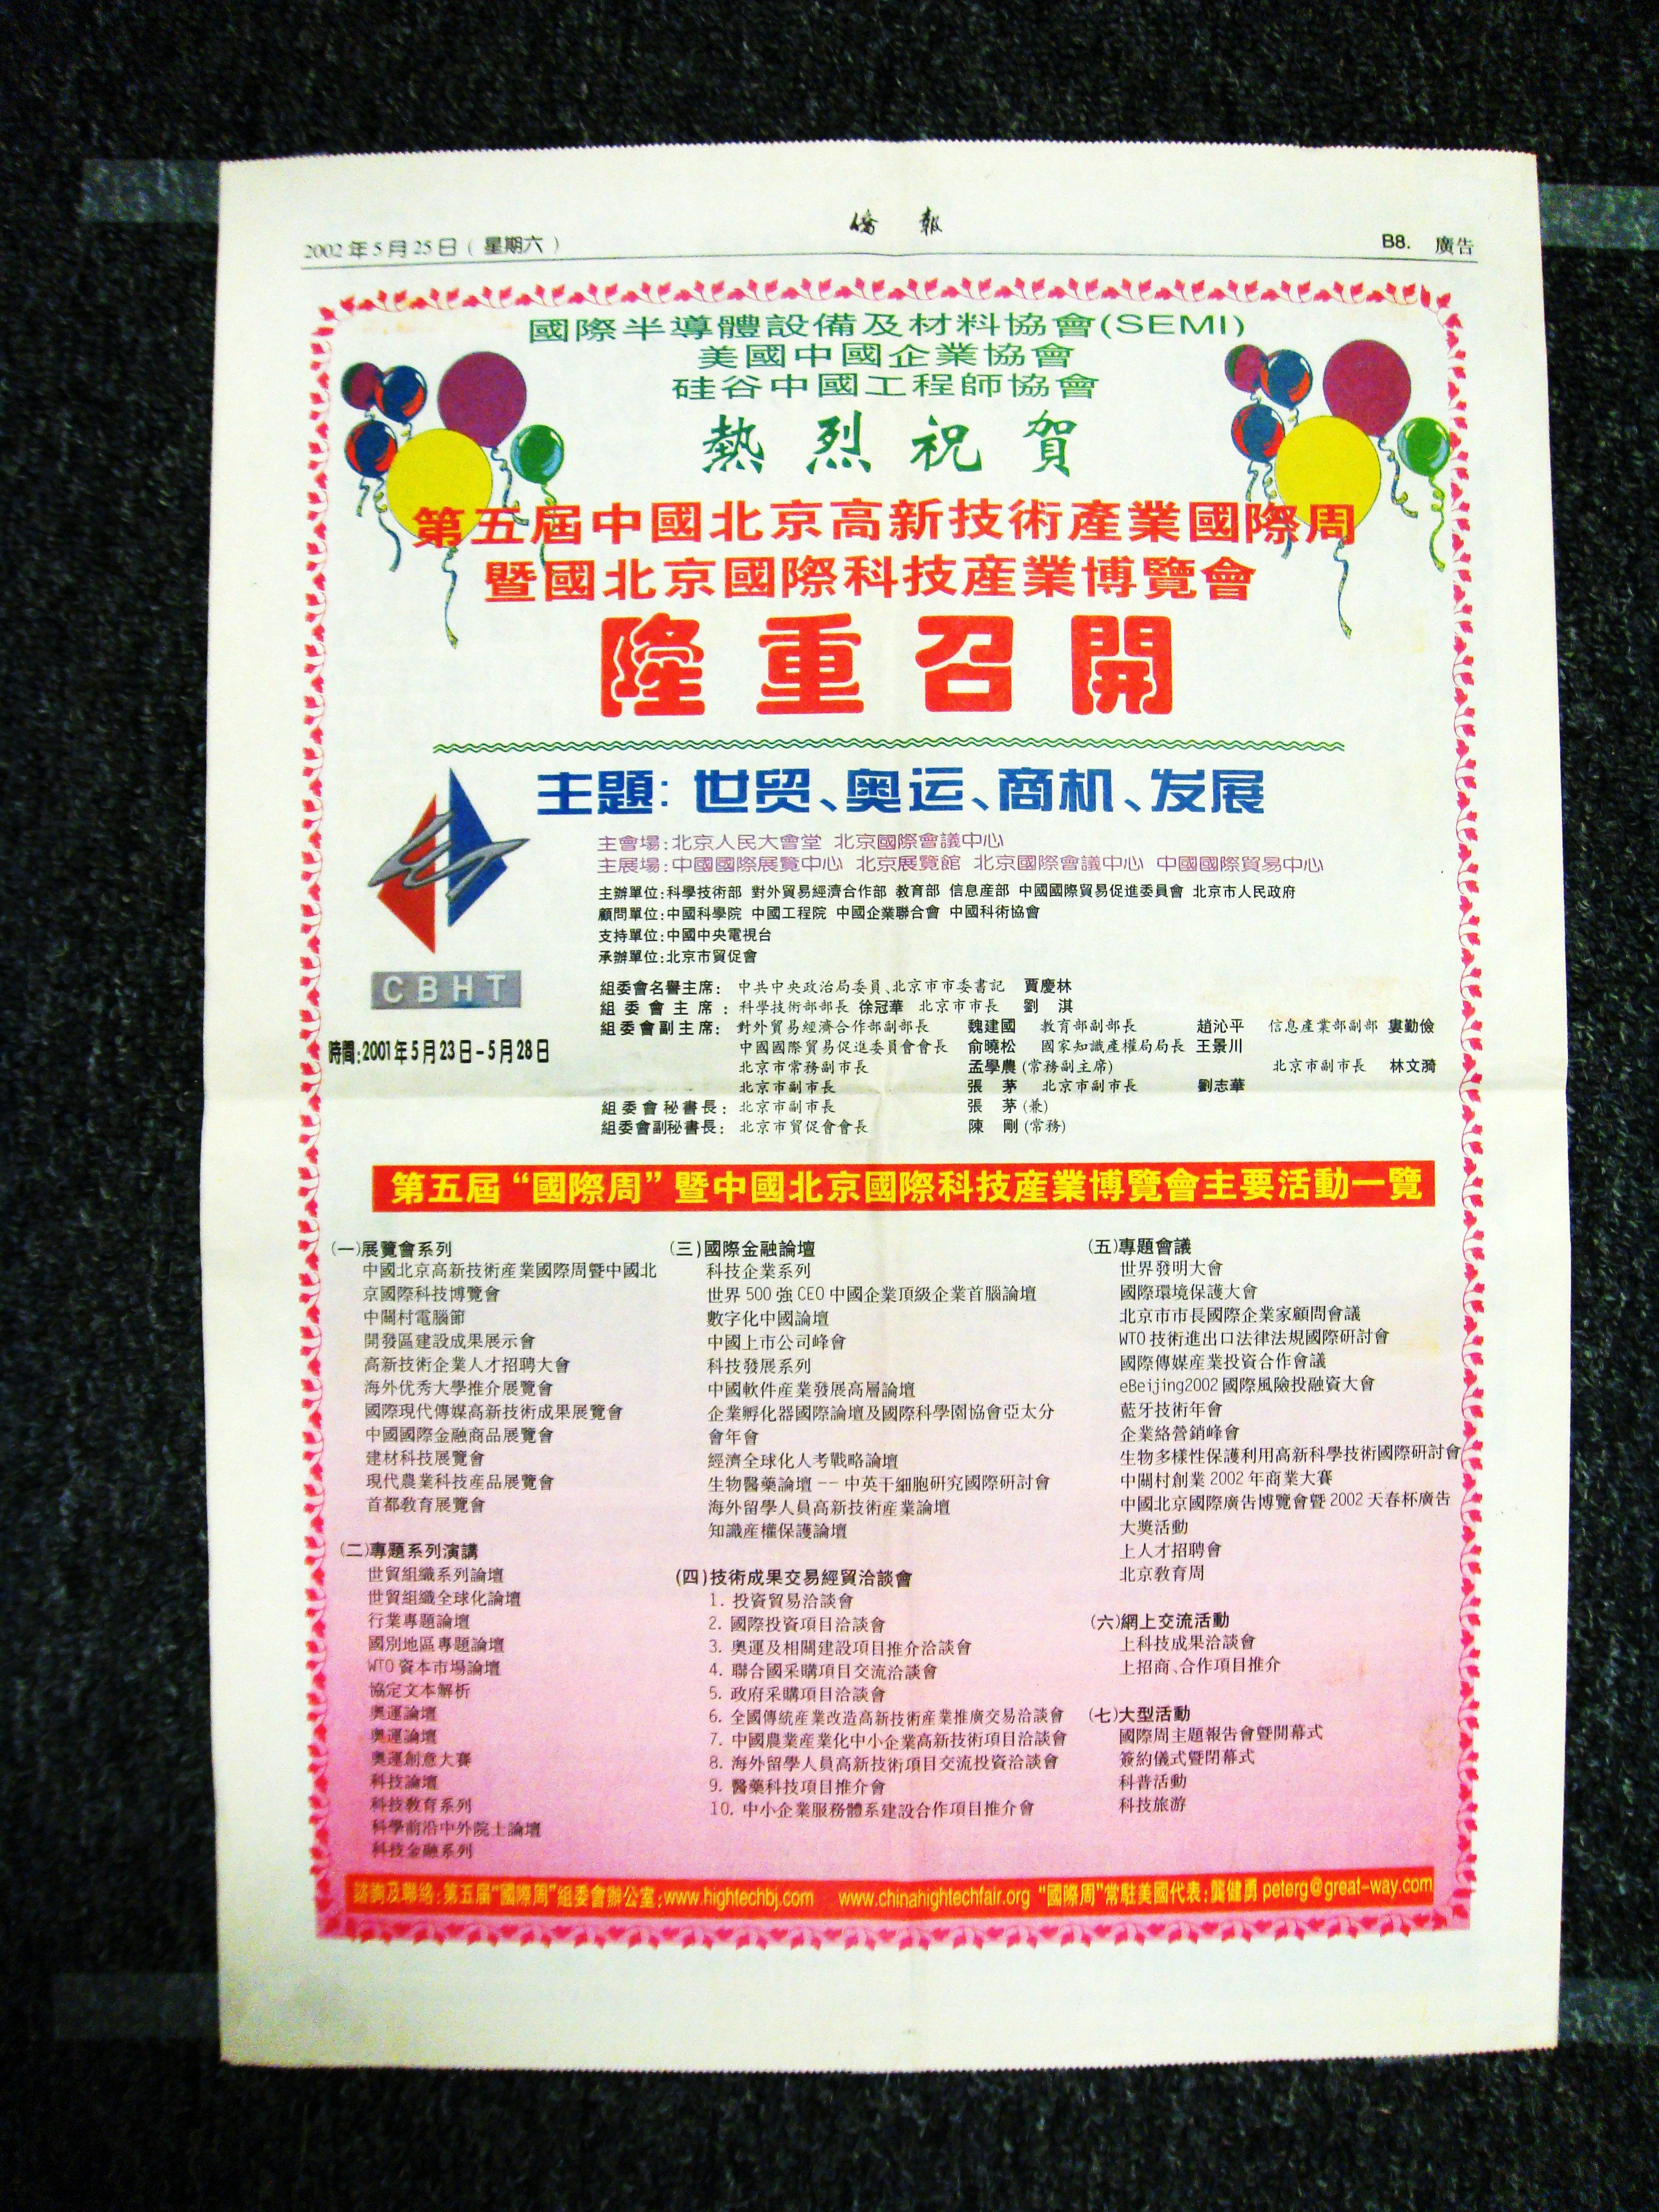 2002年5月25日(星期六)
僑報
B8. 廣告
國際半導體設備及材料協會(SEMI)
美國中國企業協會
硅谷中國工程師協會
熱烈祝賀
第五屆中國北京高新技術產業國際周
暨國北京國際科技産業博覽會
隆重召開
主題:世贸、奥运、商机、发展
主會場:北京人民大會堂 北京國際會議中心
主展場:中國國際展覽中心 北京展覽館 北京國際會議中心 中國國際貿易中心
主辦單位:科學技術部 對外貿易經濟合作部 教育部 信息産部 中國國際貿易促進委員會 北京市人民政府
顧問單位:中國科學院 中國工程院 中國企業聯合會 中國科術協會
支持單位:中國中央電視台
承辦單位:北京市貿促會
CBHT
時間:2001年5月23日-5月28日
組委會名譽主席: 中共中央政治局委員、北京市市委書記 賈慶林
組委會主席: 科學技術部部長 徐冠華 北京市市長 劉淇
組委會副主席: 對外貿易經濟合作部副部長 魏建國 教育部副部長 趙沁平 信息產業部副部 婁勤儉
中國國際貿易促進委員會會長 俞曉松 國家知識產權局局長 王景川
北京市常務副市長 孟學農(常務副主席) 北京市副市長 林文漪
北京市副市長 張茅 北京市副市長 劉志華
組委會秘書長: 北京市副市長 張茅(兼)
組委會副秘書長: 北京市貿促會會長 陳剛(常務)
第五屆“國際周”暨中國北京國際科技産業博覽會主要活動一覽
(一)展覽會系列
中國北京高新技術産業國際周暨中國北
京國際科技博覽會
中關村電腦節
開發區建設成果展示會
高新技術企業人才招聘大會
海外优秀大學推介展覽會
國際現代傳媒高新技術成果展覽會
中國國際金融商品展覽會
建材科技展覽會
現代農業科技産品展覽會
首都教育展覽會
(二)專題系列演講
世貿組織系列論壇
世貿組織全球化論壇
行業專題論壇
國別地區專題論壇
WTO資本市場論壇
協定文本解析
奧運論壇
奧運論壇
奧運創意大賽
科技論壇
科技教育系列
科學前沿中外院士論壇
科技金融系列
(三)國際金融論壇
科技企業系列
世界500強CEO中國企業頂級企業首腦論壇
數字化中國論壇
中國上市公司峰會
科技發展系列
中國軟件産業發展高層論壇
企業孵化器國際論壇及國際科學園協會亞太分
會年會
經濟全球化人考戰略論壇
生物醫藥論壇--中英干細胞研究國際研討會
海外留學人員高新技術産業論壇
知識産權保護論壇
(四)技術成果交易經貿洽談會
1. 投資貿易洽談會
2. 國際投資項目洽談會
3. 奧運及相關建設項目推介洽談會
4. 聯合國采購項目交流洽談會
5. 政府采購項目洽談會
6. 全國傳統産業改造高新技術産業推廣交易洽談會
7. 中國農業産業化中小企業高新技術項目洽談會
8. 海外留學人員高新技術項目交流投資洽談會
9. 醫藥科技項目推介會
10. 中小企業服務體系建設合作項目推介會
(五)專題會議
世界發明大會
國際環境保護大會
北京市市長國際企業家顧問會議
WTO技術進出口法律法規國際研討會
國際傳媒産業投資合作會議
eBeijing2002國際風險投融資大會
藍牙技術年會
企業絡營銷峰會
生物多樣性保護利用高新科學技術國際研討會
中關村創業2002年商業大賽
中國北京國際廣告博覽會暨2002天春杯廣告
大獎活動
上人才招聘會
北京教育周
(六)網上交流活動
上科技成果洽談會
上招商、合作項目推介
(七)大型活動
國際周主題報告會暨開幕式
簽約儀式暨閉幕式
科普活動
科技旅游
諮詢及聯絡:第五屆“國際周”組委會辦公室:www.hightechbj.com www.chinahightechfair.org “國際周”常駐美國代表:龔健勇 peterg@great-way.com